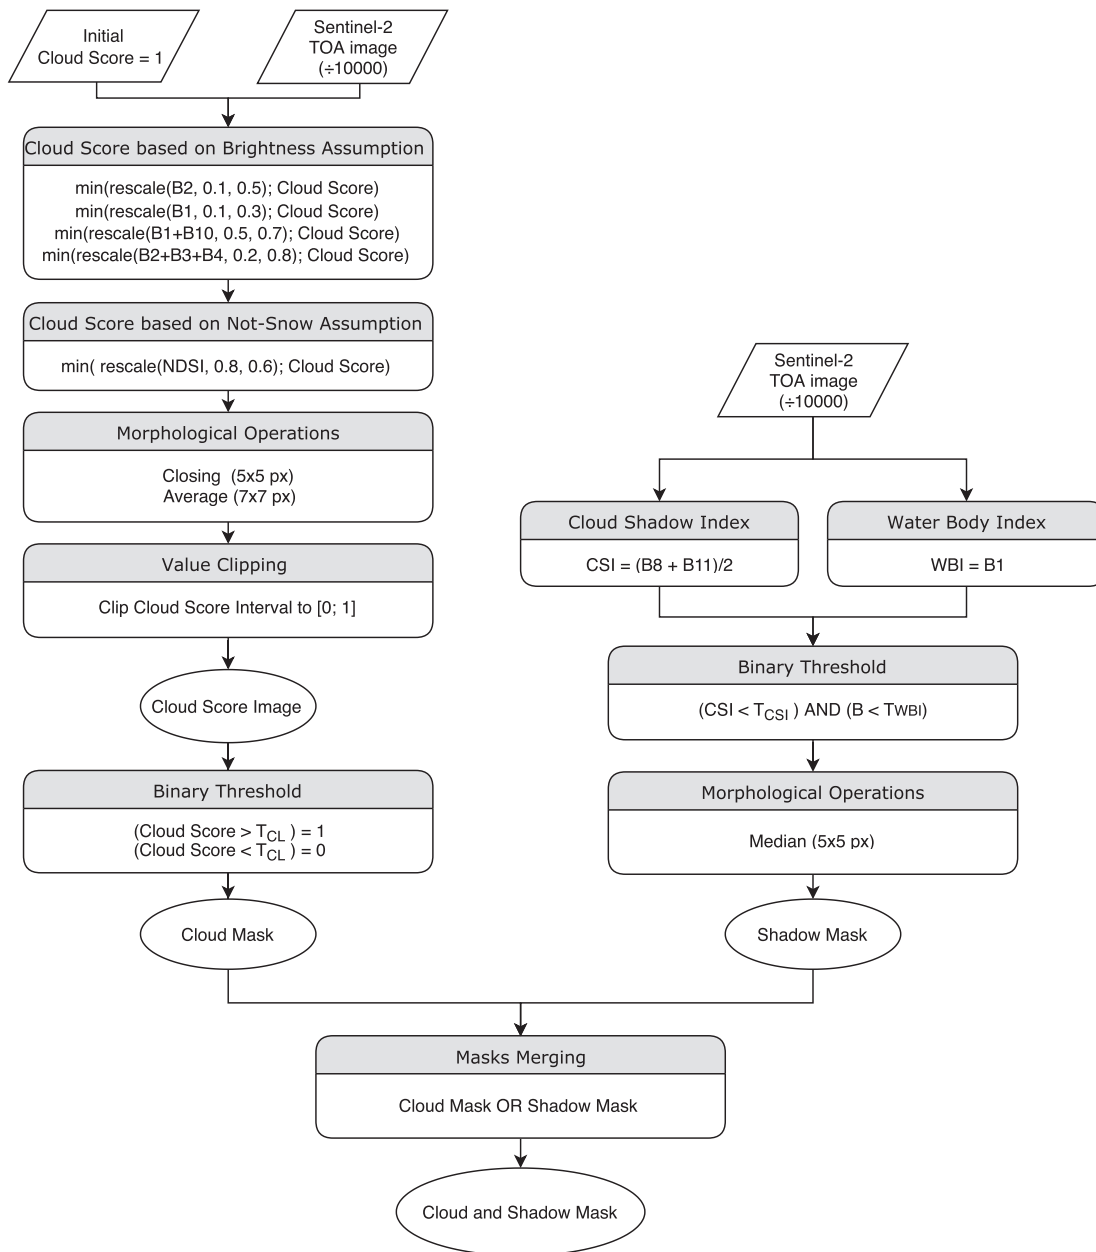 Initial
Cloud Score = 1
Sentinel-2
TOA image
(÷10000)
Cloud Score based on Brightness Assumption
min(rescale(B2, 0.1, 0.5); Cloud Score)
min(rescale(B1, 0.1, 0.3); Cloud Score)
min(rescale(B1+B10, 0.5, 0.7); Cloud Score)
min(rescale(B2+B3+B4, 0.2, 0.8); Cloud Score)
Cloud Score based on Not-Snow Assumption
min( rescale(NDSI, 0.8, 0.6); Cloud Score)
Morphological Operations
Closing (5x5 px)
Average (7x7 px)
Value Clipping
Clip Cloud Score Interval to [0; 1]
Cloud Score Image
Binary Threshold
(Cloud Score > TCL ) = 1
(Cloud Score < TCL ) = 0
Cloud Mask
Sentinel-2
TOA image
(÷10000)
Cloud Shadow Index
CSI = (B8 + B11)/2
Water Body Index
WBI = B1
Binary Threshold
(CSI < TCSI ) AND (B < TWBI)
Morphological Operations
Median (5x5 px)
Shadow Mask
Masks Merging
Cloud Mask OR Shadow Mask
Cloud and Shadow Mask